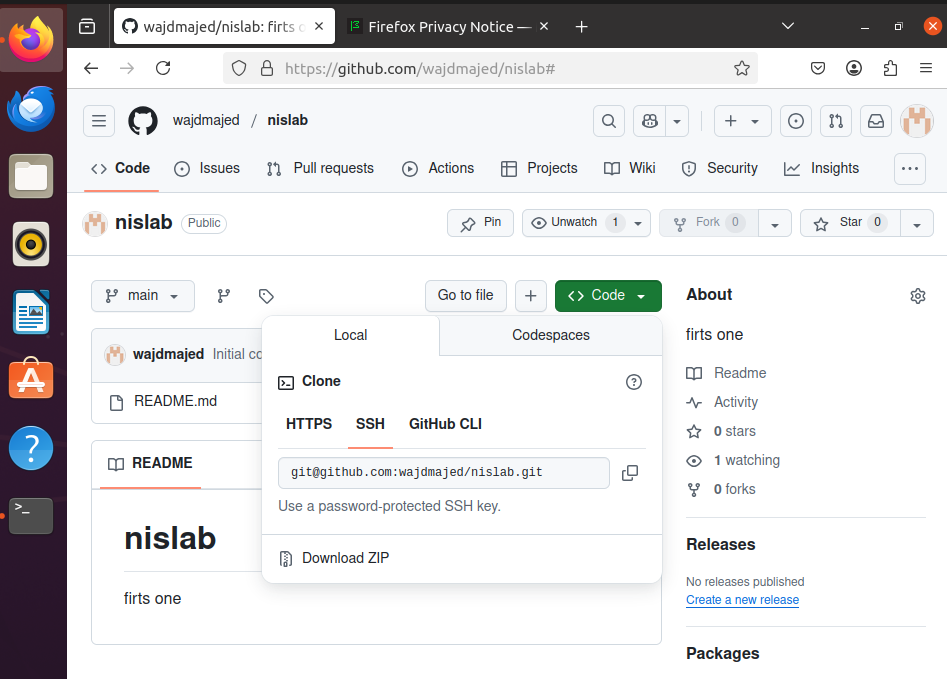 wajdmajed/nislab: firts o
Firefox Privacy Notice —
https://github.com/wajdmajed/nislab#
wajdmajed / nislab
Code Issues Pull requests Actions Projects Wiki Security Insights
nislab Public Pin Unwatch 1 Fork 0 Star 0
main Go to file Code
About
firts one
Readme
Activity
0 stars
1 watching
0 forks
Releases
No releases published
Create a new release
Packages
wajdmajed Initial co
README.md
README
nislab
firts one
Local Codespaces
Clone
HTTPS SSH GitHub CLI
git@github.com:wajdmajed/nislab.git
Use a password-protected SSH key.
Download ZIP